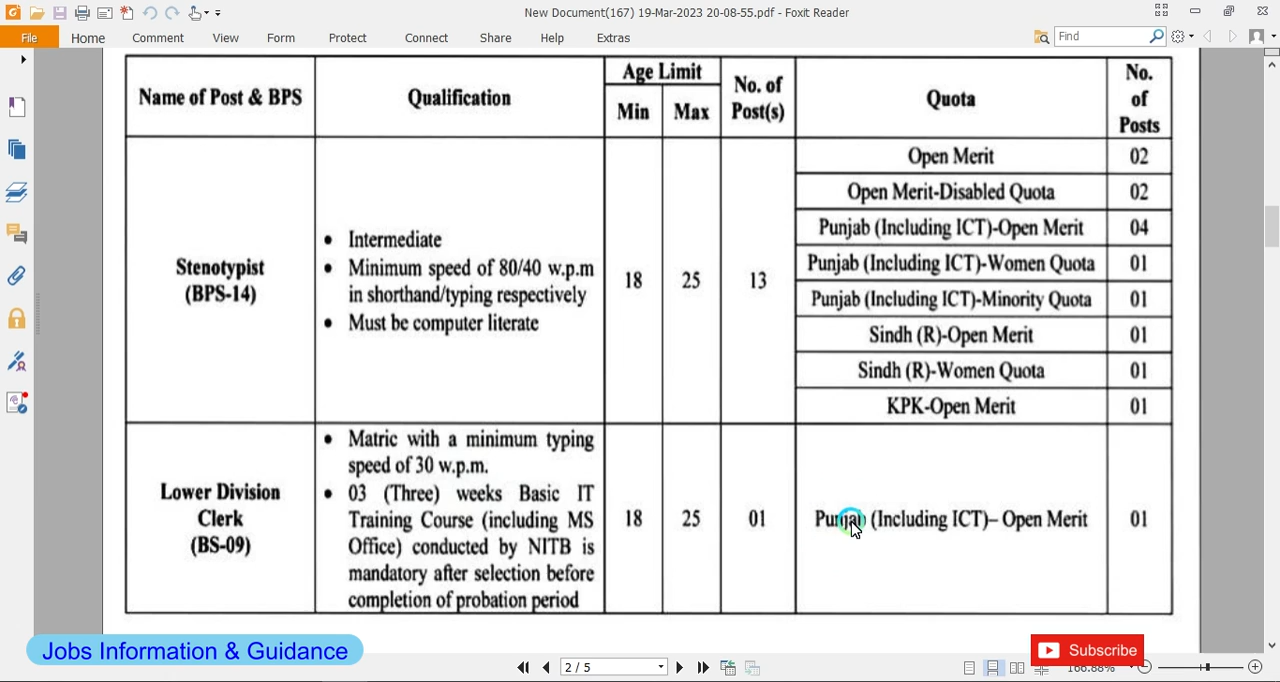 New Document(167) 19-Mar-2023 20-08-55.pdf - Foxit Reader
File Home Comment View Form Protect Connect Share Help Extras
Find
Name of Post & BPS
Qualification
Age Limit
Min
Max
No. of
Post(s)
Quota
No.
of
Posts
Stenotypist
(BPS-14)
• Intermediate
• Minimum speed of 80/40 w.p.m
in shorthand/typing respectively
• Must be computer literate
18
25
13
Open Merit 02
Open Merit-Disabled Quota 02
Punjab (Including ICT)-Open Merit 04
Punjab (Including ICT)-Women Quota 01
Punjab (Including ICT)-Minority Quota 01
Sindh (R)-Open Merit 01
Sindh (R)-Women Quota 01
KPK-Open Merit 01
Lower Division
Clerk
(BS-09)
• Matric with a minimum typing
speed of 30 w.p.m.
• 03 (Three) weeks Basic IT
Training Course (including MS
Office) conducted by NITB is
mandatory after selection before
completion of probation period
18
25
01
Punjab (Including ICT)– Open Merit 01
Jobs Information & Guidance
2 / 5
Subscribe
166.88%